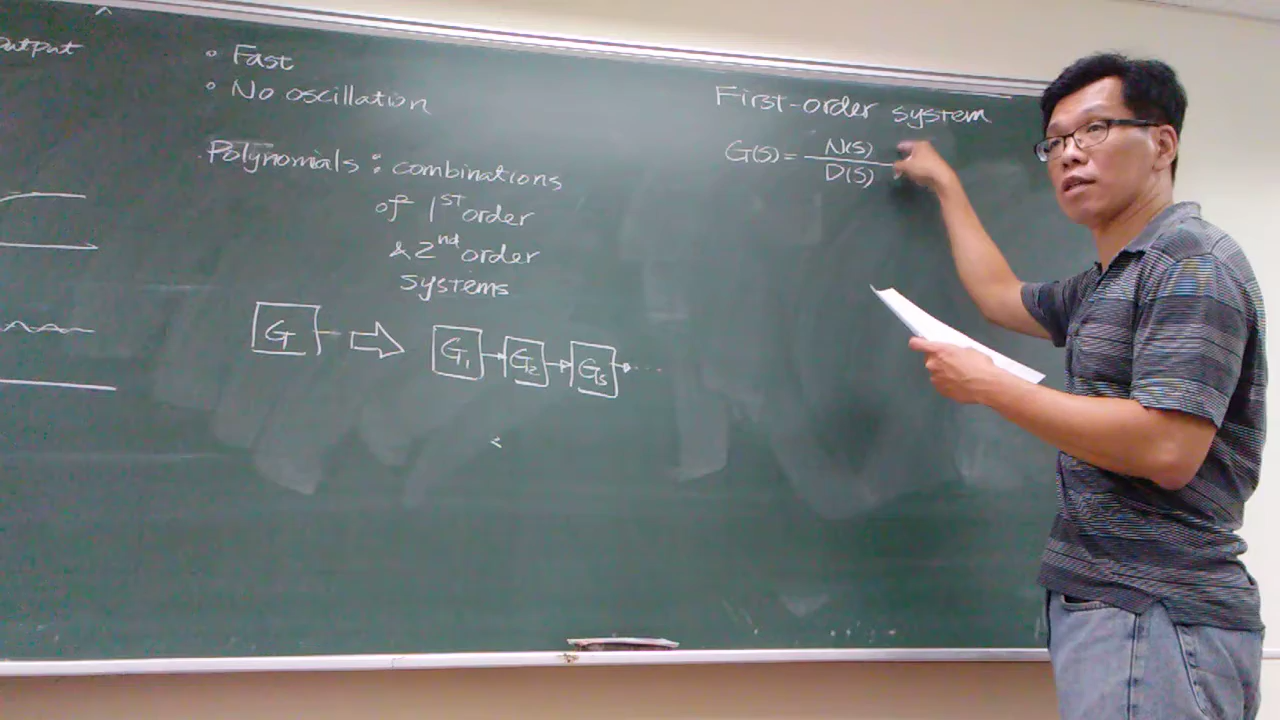 output
• Fast
• No oscillation
Polynomials : combinations
of 1ST order
& 2nd order
systems
G
G1 G2 G3 ....
First-order system
G(S) = N(S)
D(S)